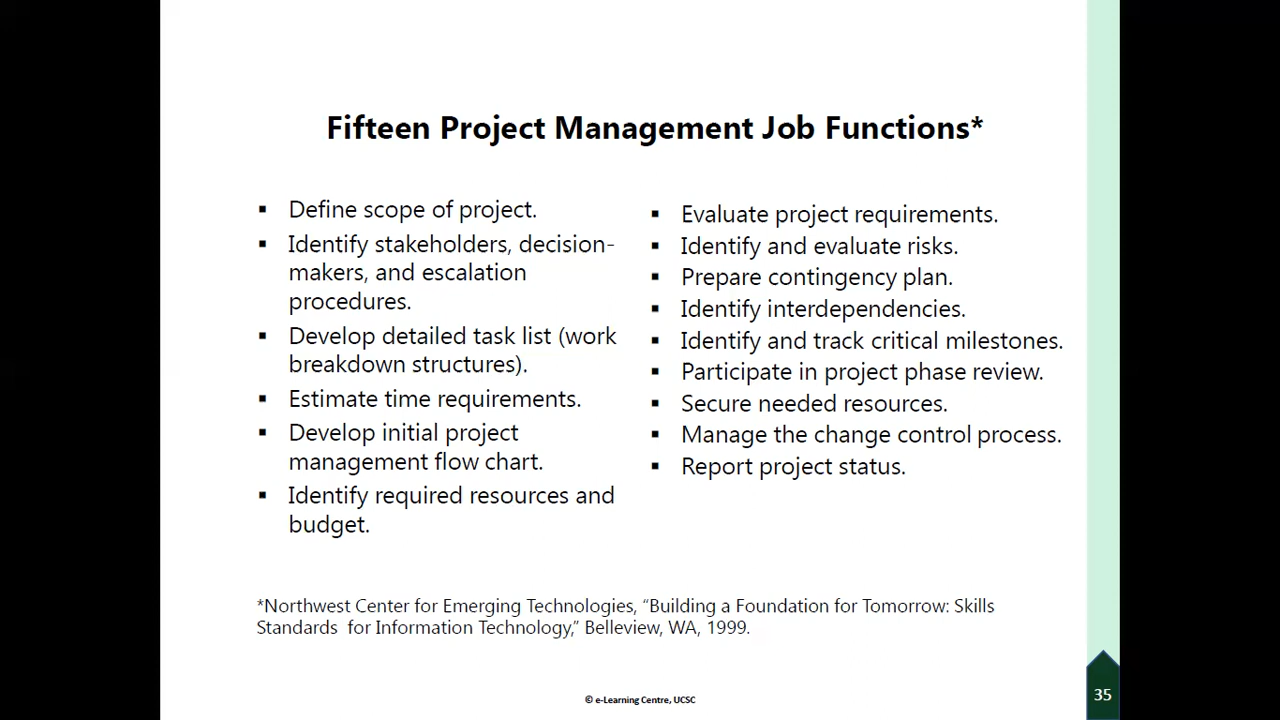 Fifteen Project Management Job Functions*
▪ Define scope of project.
▪ Identify stakeholders, decision-
makers, and escalation
procedures.
▪ Develop detailed task list (work
breakdown structures).
▪ Estimate time requirements.
▪ Develop initial project
management flow chart.
▪ Identify required resources and
budget.
▪ Evaluate project requirements.
▪ Identify and evaluate risks.
▪ Prepare contingency plan.
▪ Identify interdependencies.
▪ Identify and track critical milestones.
▪ Participate in project phase review.
▪ Secure needed resources.
▪ Manage the change control process.
▪ Report project status.
*Northwest Center for Emerging Technologies, “Building a Foundation for Tomorrow: Skills
Standards for Information Technology,” Belleview, WA, 1999.
© e-Learning Centre, UCSC
35